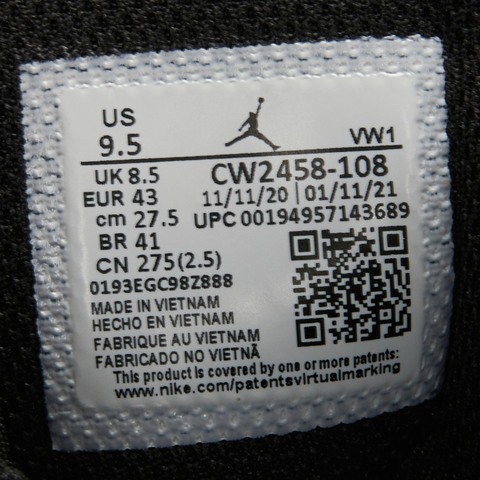 US
9.5
VW1
UK 8.5
CW2458-108
EUR 43
11/11/20 | 01/11/21
cm 27.5
UPC 00194957143689
BR 41
CN 275(2.5)
0193EGC98Z888
MADE IN VIETNAM
HECHO EN VIETNAM
FABRIQUE AU VIETNAM
FABRICADO NO VIETNÃ
This product is covered by one or more patents:
www.nike.com/patentsvirtualmarking